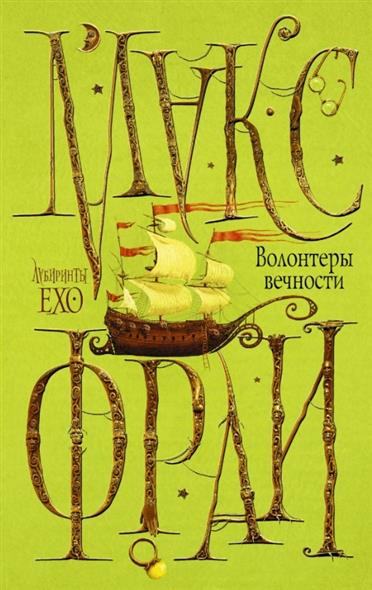 МАКС
Лабиринты
ЕХО
Волонтеры
вечности
ФРАЙ